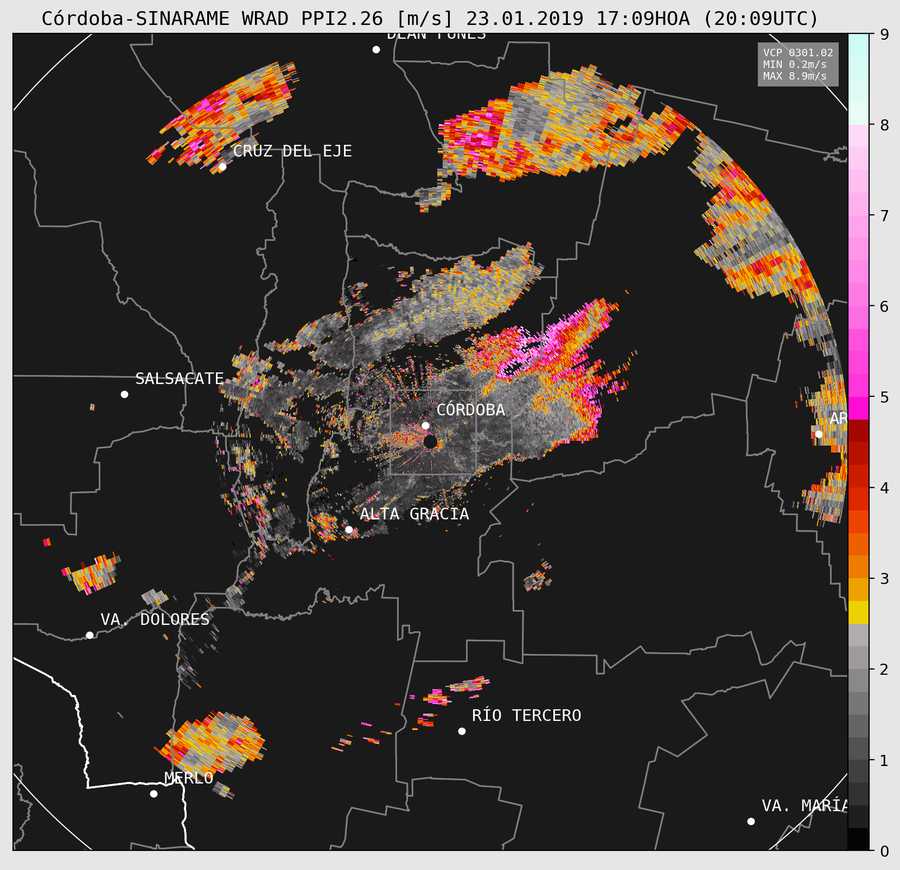 Córdoba-SINARAME WRAD PPI2.26 [m/s] 23.01.2019 17:09HOA (20:09UTC)
DEAN FUNES
VCP 0301.02
MIN 0.2m/s
MAX 8.9m/s
CRUZ DEL EJE
SALSACATE
CÓRDOBA
AR
ALTA GRACIA
VA. DOLORES
RÍO TERCERO
MERLO
VA. MARÍA
9
8
7
6
5
4
3
2
1
0